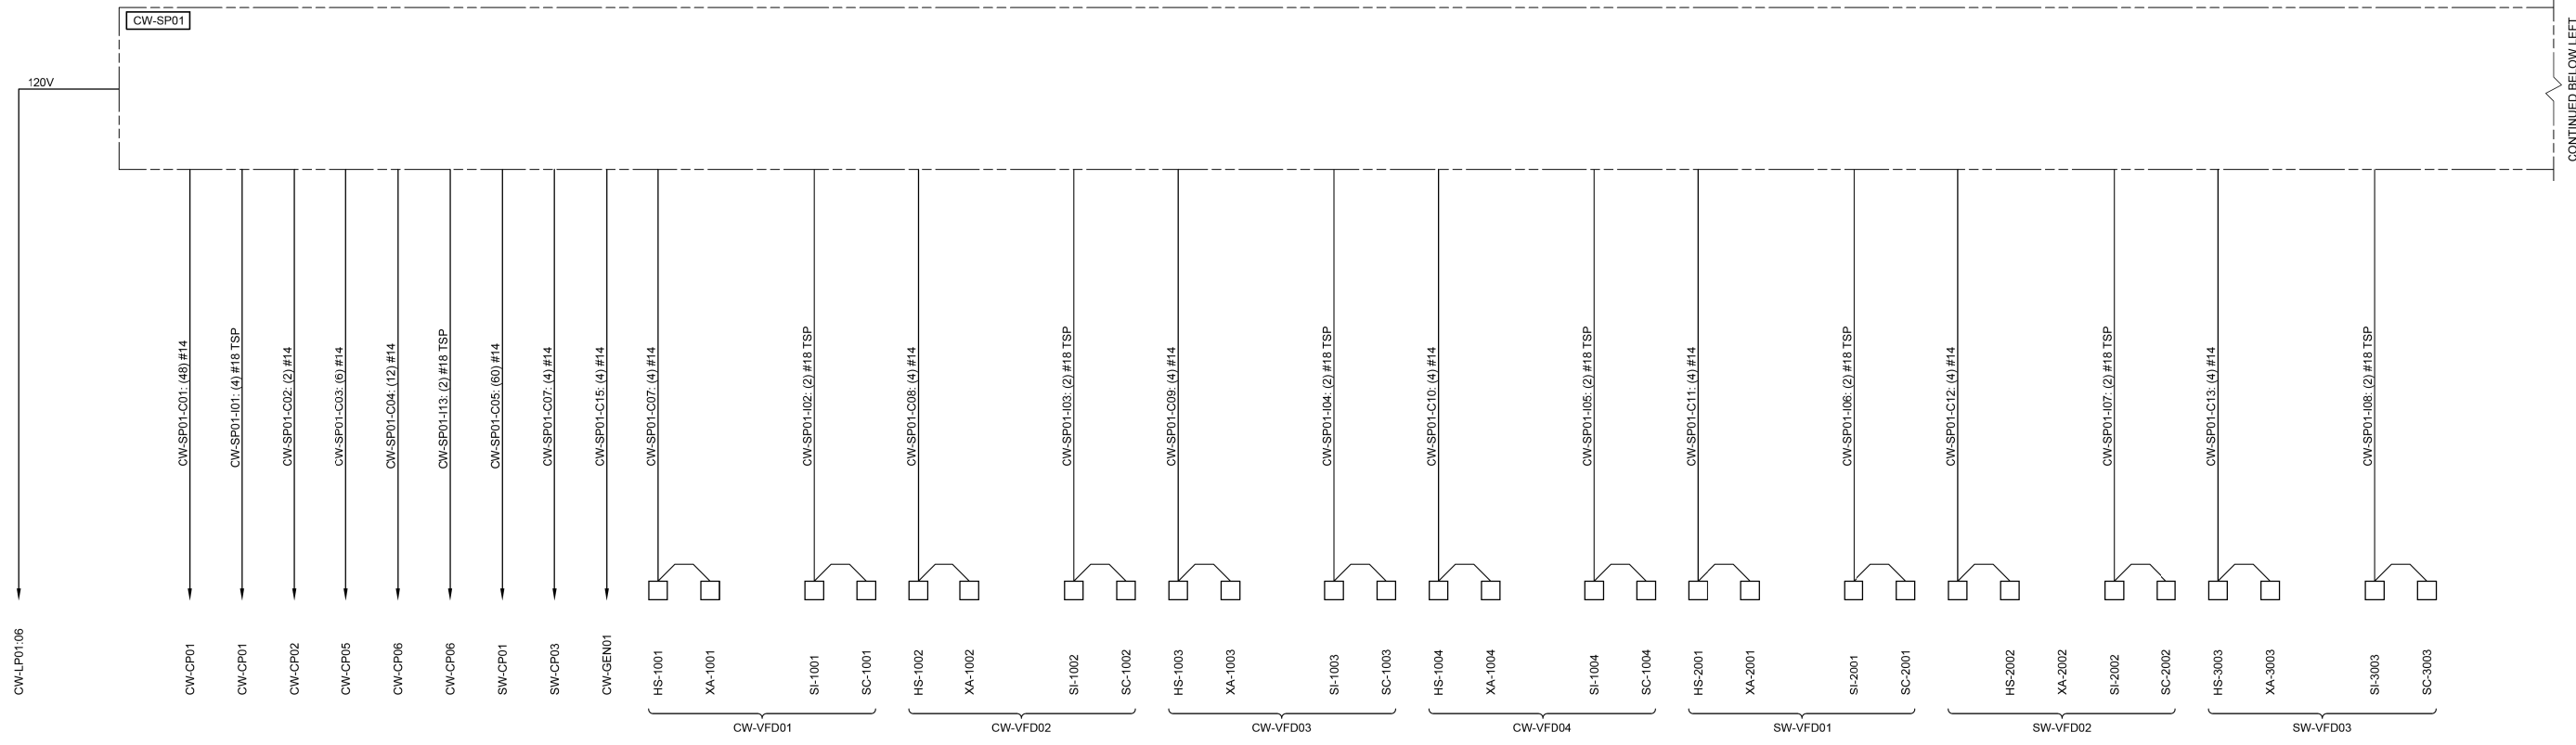 CW-SP01
120V
CONTINUED BELOW LEFT
CW-SP01-C01: (48) #14
CW-SP01-I01: (4) #18 TSP
CW-SP01-C02: (2) #14
CW-SP01-C03: (6) #14
CW-SP01-C04: (12) #14
CW-SP01-I13: (2) #18 TSP
CW-SP01-C05: (60) #14
CW-SP01-C07: (4) #14
CW-SP01-C15: (4) #14
CW-SP01-C07: (4) #14
CW-SP01-I02: (2) #18 TSP
CW-SP01-C08: (4) #14
CW-SP01-I03: (2) #18 TSP
CW-SP01-C09: (4) #14
CW-SP01-I04: (2) #18 TSP
CW-SP01-C10: (4) #14
CW-SP01-I05: (2) #18 TSP
CW-SP01-C11: (4) #14
CW-SP01-I06: (2) #18 TSP
CW-SP01-C12: (4) #14
CW-SP01-I07: (2) #18 TSP
CW-SP01-C13: (4) #14
CW-SP01-I08: (2) #18 TSP
CW-LP01:06
CW-CP01
CW-CP01
CW-CP02
CW-CP05
CW-CP06
CW-CP06
SW-CP01
SW-CP03
CW-GEN01
HS-1001
XA-1001
SI-1001
SC-1001
HS-1002
XA-1002
SI-1002
SC-1002
HS-1003
XA-1003
SI-1003
SC-1003
HS-1004
XA-1004
SI-1004
SC-1004
HS-2001
XA-2001
SI-2001
SC-2001
HS-2002
XA-2002
SI-2002
SC-2002
HS-3003
XA-3003
SI-3003
SC-3003
CW-VFD01
CW-VFD02
CW-VFD03
CW-VFD04
SW-VFD01
SW-VFD02
SW-VFD03